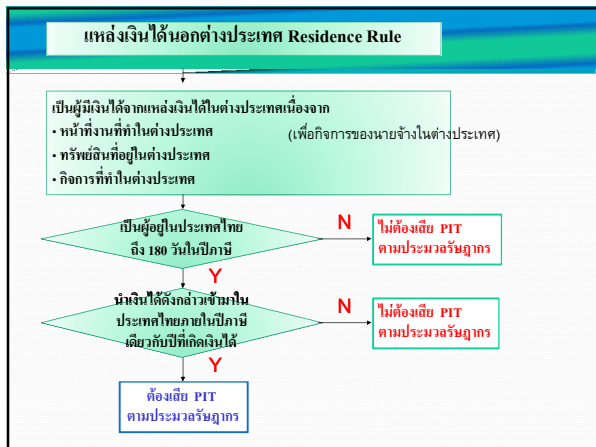 แหล่งเงินได้นอกต่างประเทศ Residence Rule
เป็นผู้มีเงินได้จากแหล่งเงินได้ในต่างประเทศเนื่องจาก
• หน้าที่งานที่ทำในต่างประเทศ (เพื่อกิจการของนายจ้างในต่างประเทศ)
• ทรัพย์สินที่อยู่ในต่างประเทศ
• กิจการที่ทำในต่างประเทศ
เป็นผู้อยู่ในประเทศไทย
ถึง 180 วันในปีภาษี
N
ไม่ต้องเสีย PIT
ตามประมวลรัษฎากร
Y
นำเงินได้ดังกล่าวเข้ามาใน
ประเทศไทยภายในปีภาษี
เดียวกับปีที่เกิดเงินได้
N
ไม่ต้องเสีย PIT
ตามประมวลรัษฎากร
Y
ต้องเสีย PIT
ตามประมวลรัษฎากร